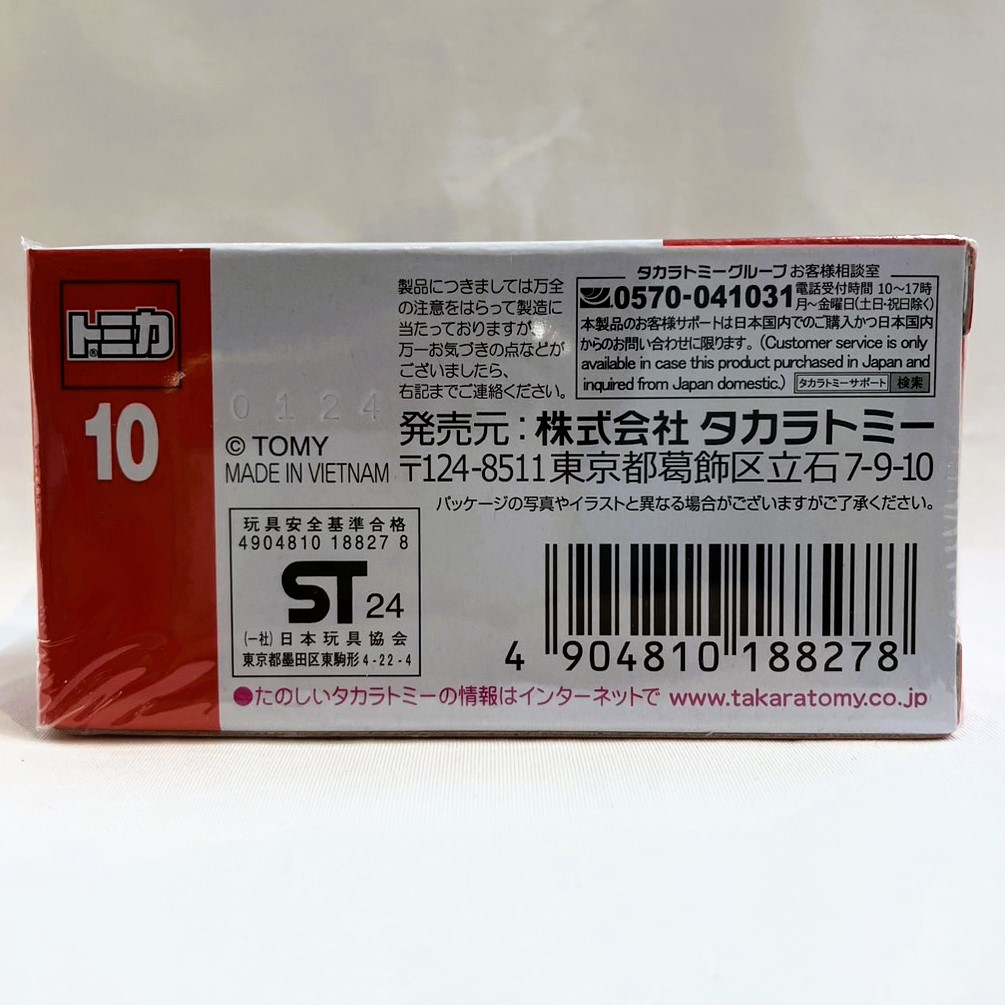 トミカ
®
10
製品につきましては万全
の注意をはらって製造に
当たっておりますが、
万一お気づきの点などが
ございましたら、
右記までご連絡ください。
タカラトミーグループ お客様相談室
0570-041031
電話受付時間 10〜17時
月〜金曜日(土日・祝日除く)
本製品のお客様サポートは日本国内でのご購入かつ日本国内
からのお問い合わせに限ります。(Customer service is only
available in case this product purchased in Japan and
inquired from Japan domestic.) タカラトミーサポート 検索
0124
© TOMY
MADE IN VIETNAM
発売元:株式会社 タカラトミー
〒124-8511東京都葛飾区立石7-9-10
パッケージの写真やイラストと異なる場合がございますがご了承ください。
玩具安全基準合格
4904810 18827 8
ST 24
(一社)日本玩具協会
東京都墨田区東駒形4-22-4
4 904810 188278
●たのしいタカラトミーの情報はインターネットで www.takaratomy.co.jp